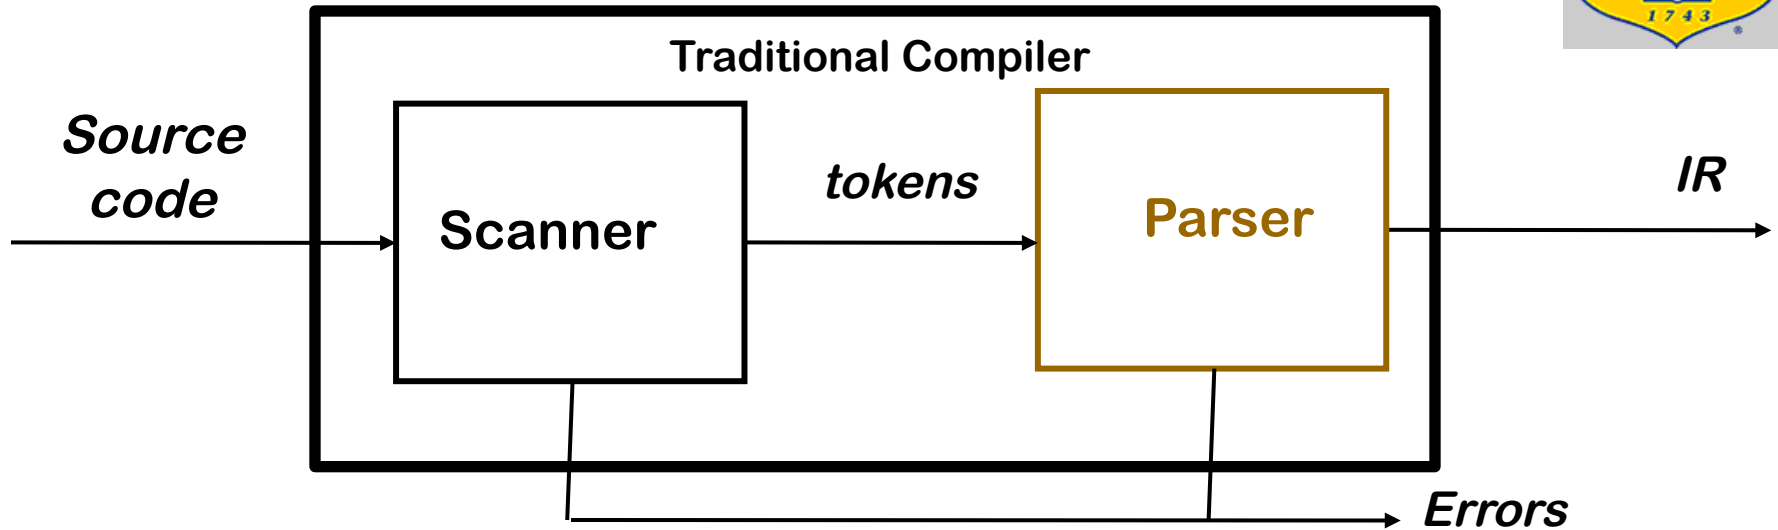 1743
®
Traditional Compiler
Source
code
Scanner
tokens
Parser
IR
Errors